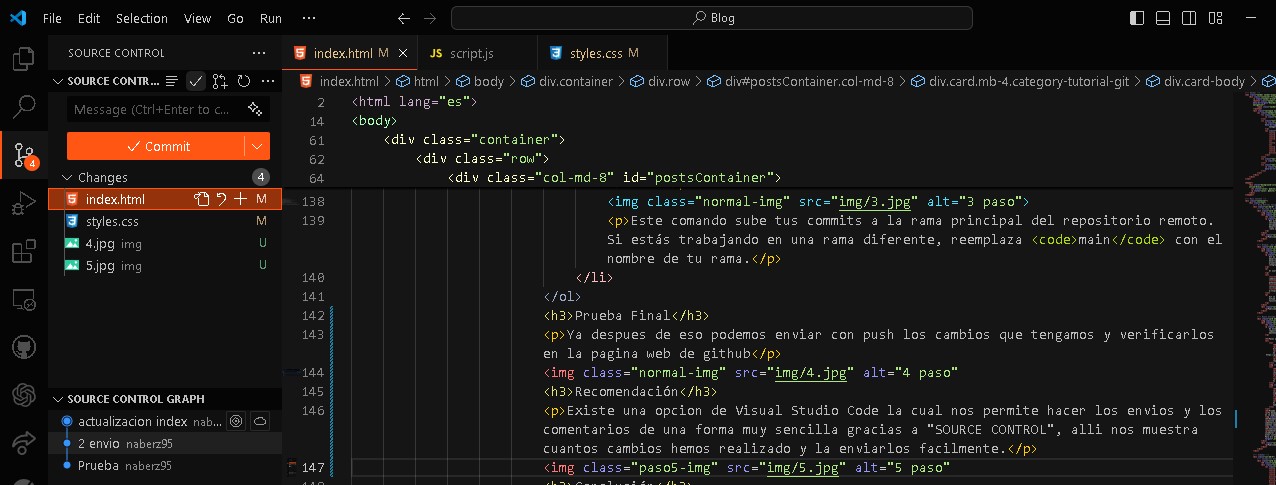 File Edit Selection View Go Run ··· Blog
SOURCE CONTROL ···
index.html M
JS script.js
styles.css M
SOURCE CONTR... ···
index.html > html > body > div.container > div.row > div#postsContainer.col-md-8 > div.card.mb-4.category-tutorial-git > div.card-body >
Message (Ctrl+Enter to c...
Commit
Changes 4
index.html M
styles.css M
4.jpg img U
5.jpg img U
4
SOURCE CONTROL GRAPH
actualizacion index nab...
2 envio naberz95
Prueba naberz95
2 <html lang="es">
14 <body>
61 <div class="container">
62 <div class="row">
64 <div class="col-md-8" id="postsContainer">
138 <img class="normal-img" src="img/3.jpg" alt="3 paso">
139 <p>Este comando sube tus commits a la rama principal del repositorio remoto.
Si estás trabajando en una rama diferente, reemplaza <code>main</code> con el
nombre de tu rama.</p>
140 </li>
141 </ol>
142 <h3>Prueba Final</h3>
143 <p>Ya despues de eso podemos enviar con push los cambios que tengamos y verificarlos
en la pagina web de github</p>
144 <img class="normal-img" src="img/4.jpg" alt="4 paso"
145 <h3>Recomendación</h3>
146 <p>Existe una opcion de Visual Studio Code la cual nos permite hacer los envios y los
comentarios de una forma muy sencilla gracias a "SOURCE CONTROL", alli nos muestra
cuantos cambios hemos realizado y la enviarlos facilmente.</p>
147 <img class="paso5-img" src="img/5.jpg" alt="5 paso"